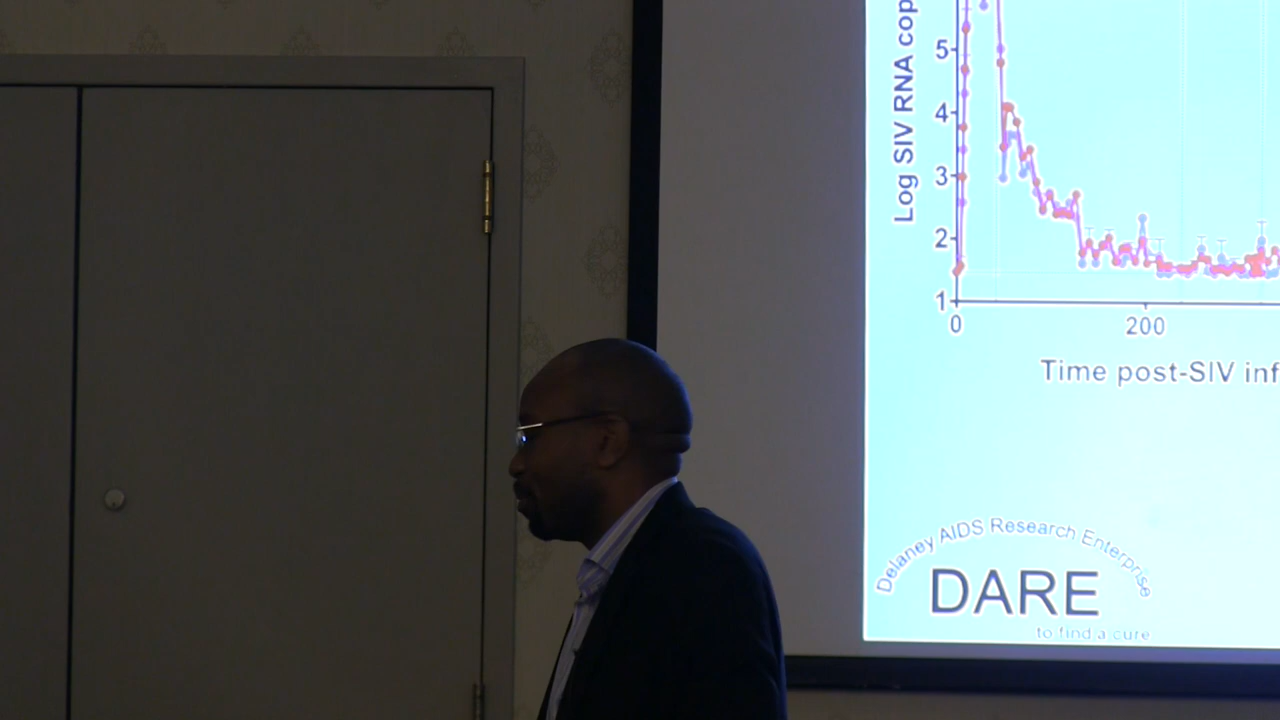 Log SIV RNA cop
5
4
3
2
1
0
200
Time post-SIV inf
Delaney AIDS Research Enterprise
DARE
to find a cure